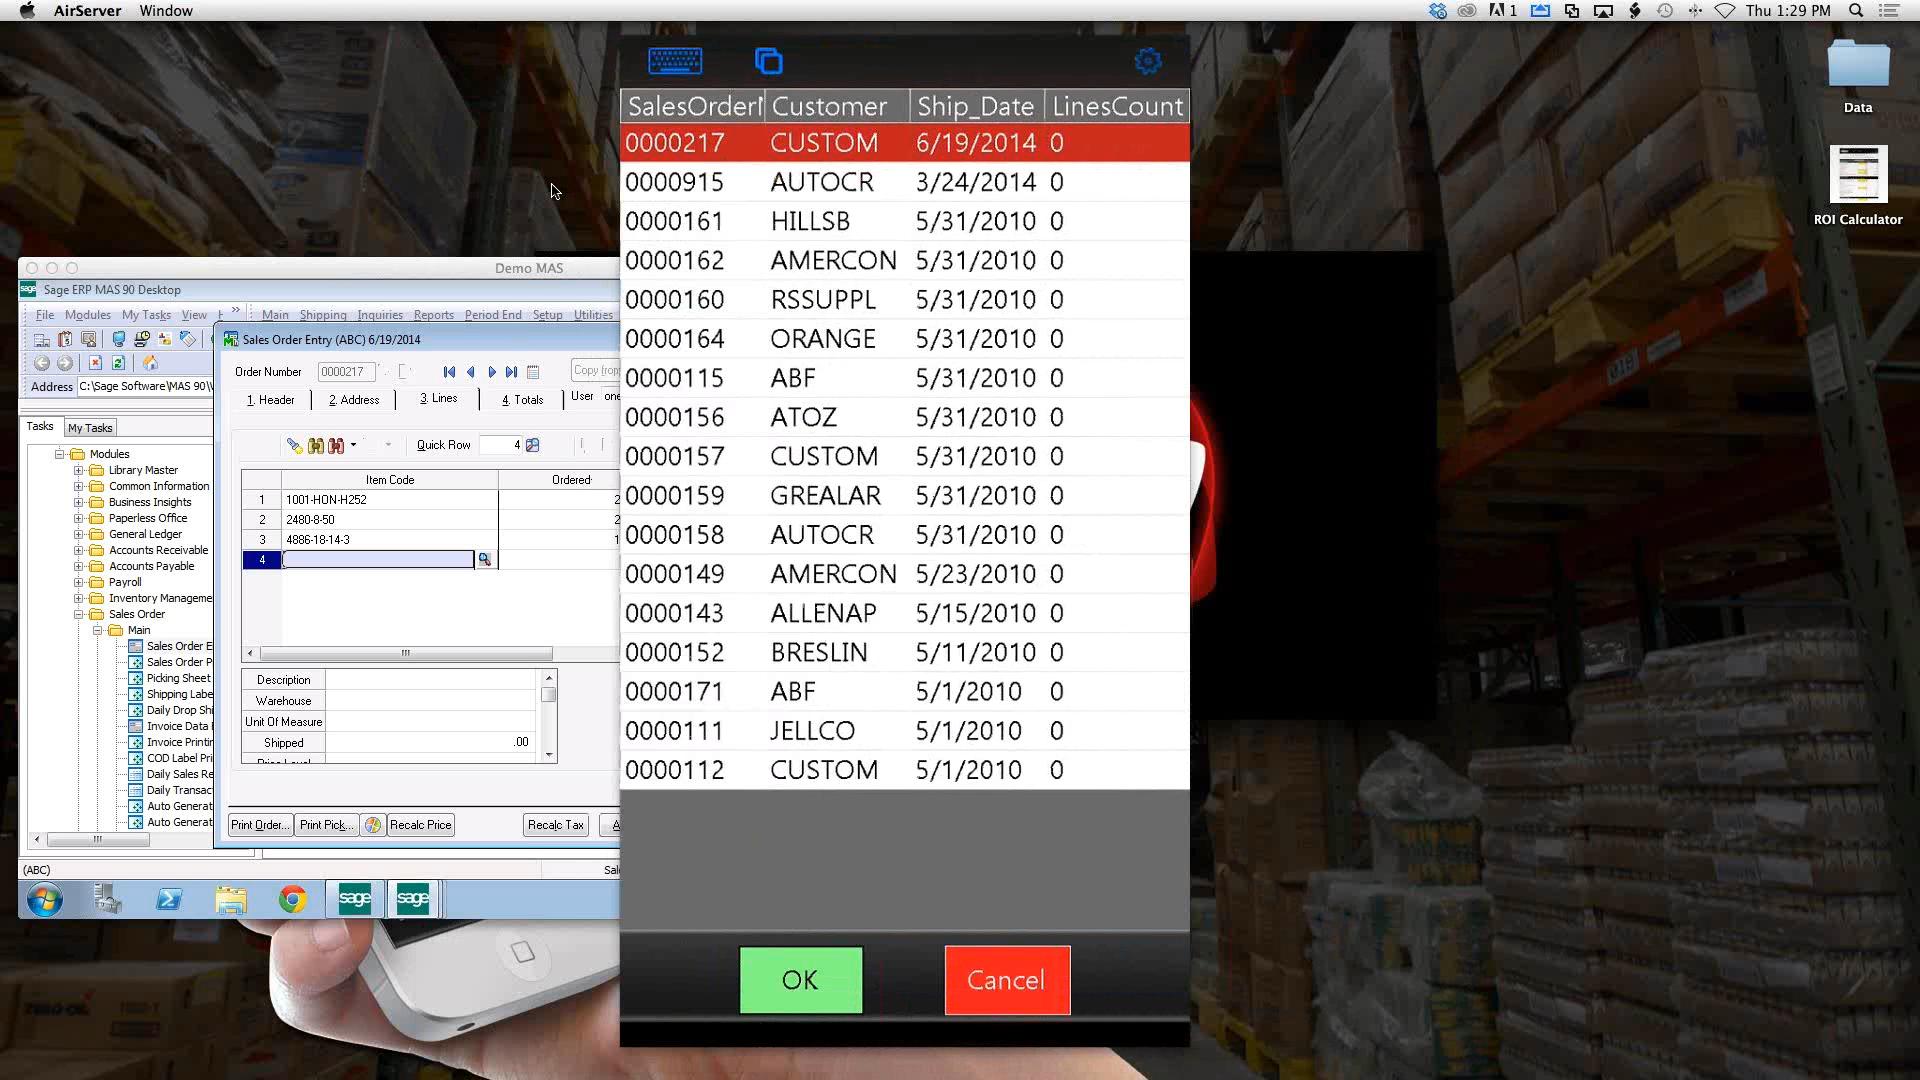 AirServer Window
1 Thu 1:29 PM
Data
ROI Calculator
Demo MAS
Sage ERP MAS 90 Desktop
File Modules My Tasks View » Main Shipping Inquiries Reports Period End Setup Utilities
Sales Order Entry (ABC) 6/19/2014
Order Number 0000217 Copy from
Address C:\Sage Software\MAS 90\
1. Header 2. Address 3. Lines 4. Totals User one
Tasks My Tasks
Quick Row 4
Modules
Library Master
Common Information
Business Insights
Paperless Office
General Ledger
Accounts Receivable
Accounts Payable
Payroll
Inventory Manageme
Sales Order
Main
Sales Order E
Sales Order P
Picking Sheet
Shipping Labe
Daily Drop Shi
Invoice Data
Invoice Printin
COD Label Pri
Daily Sales Re
Daily Transac
Auto Generat
Auto Generat
Item Code Ordered
1 1001-HON-H252 2
2 2480-8-50 2
3 4886-18-14-3 1
4
Description
Warehouse
Unit Of Measure
Shipped .00
Print Order... Print Pick... Recalc Price Recalc Tax A
(ABC) Sal
sage sage
SalesOrderN Customer Ship_Date LinesCount
0000217 CUSTOM 6/19/2014 0
0000915 AUTOCR 3/24/2014 0
0000161 HILLSB 5/31/2010 0
0000162 AMERCON 5/31/2010 0
0000160 RSSUPPL 5/31/2010 0
0000164 ORANGE 5/31/2010 0
0000115 ABF 5/31/2010 0
0000156 ATOZ 5/31/2010 0
0000157 CUSTOM 5/31/2010 0
0000159 GREALAR 5/31/2010 0
0000158 AUTOCR 5/31/2010 0
0000149 AMERCON 5/23/2010 0
0000143 ALLENAP 5/15/2010 0
0000152 BRESLIN 5/11/2010 0
0000171 ABF 5/1/2010 0
0000111 JELLCO 5/1/2010 0
0000112 CUSTOM 5/1/2010 0
OK Cancel